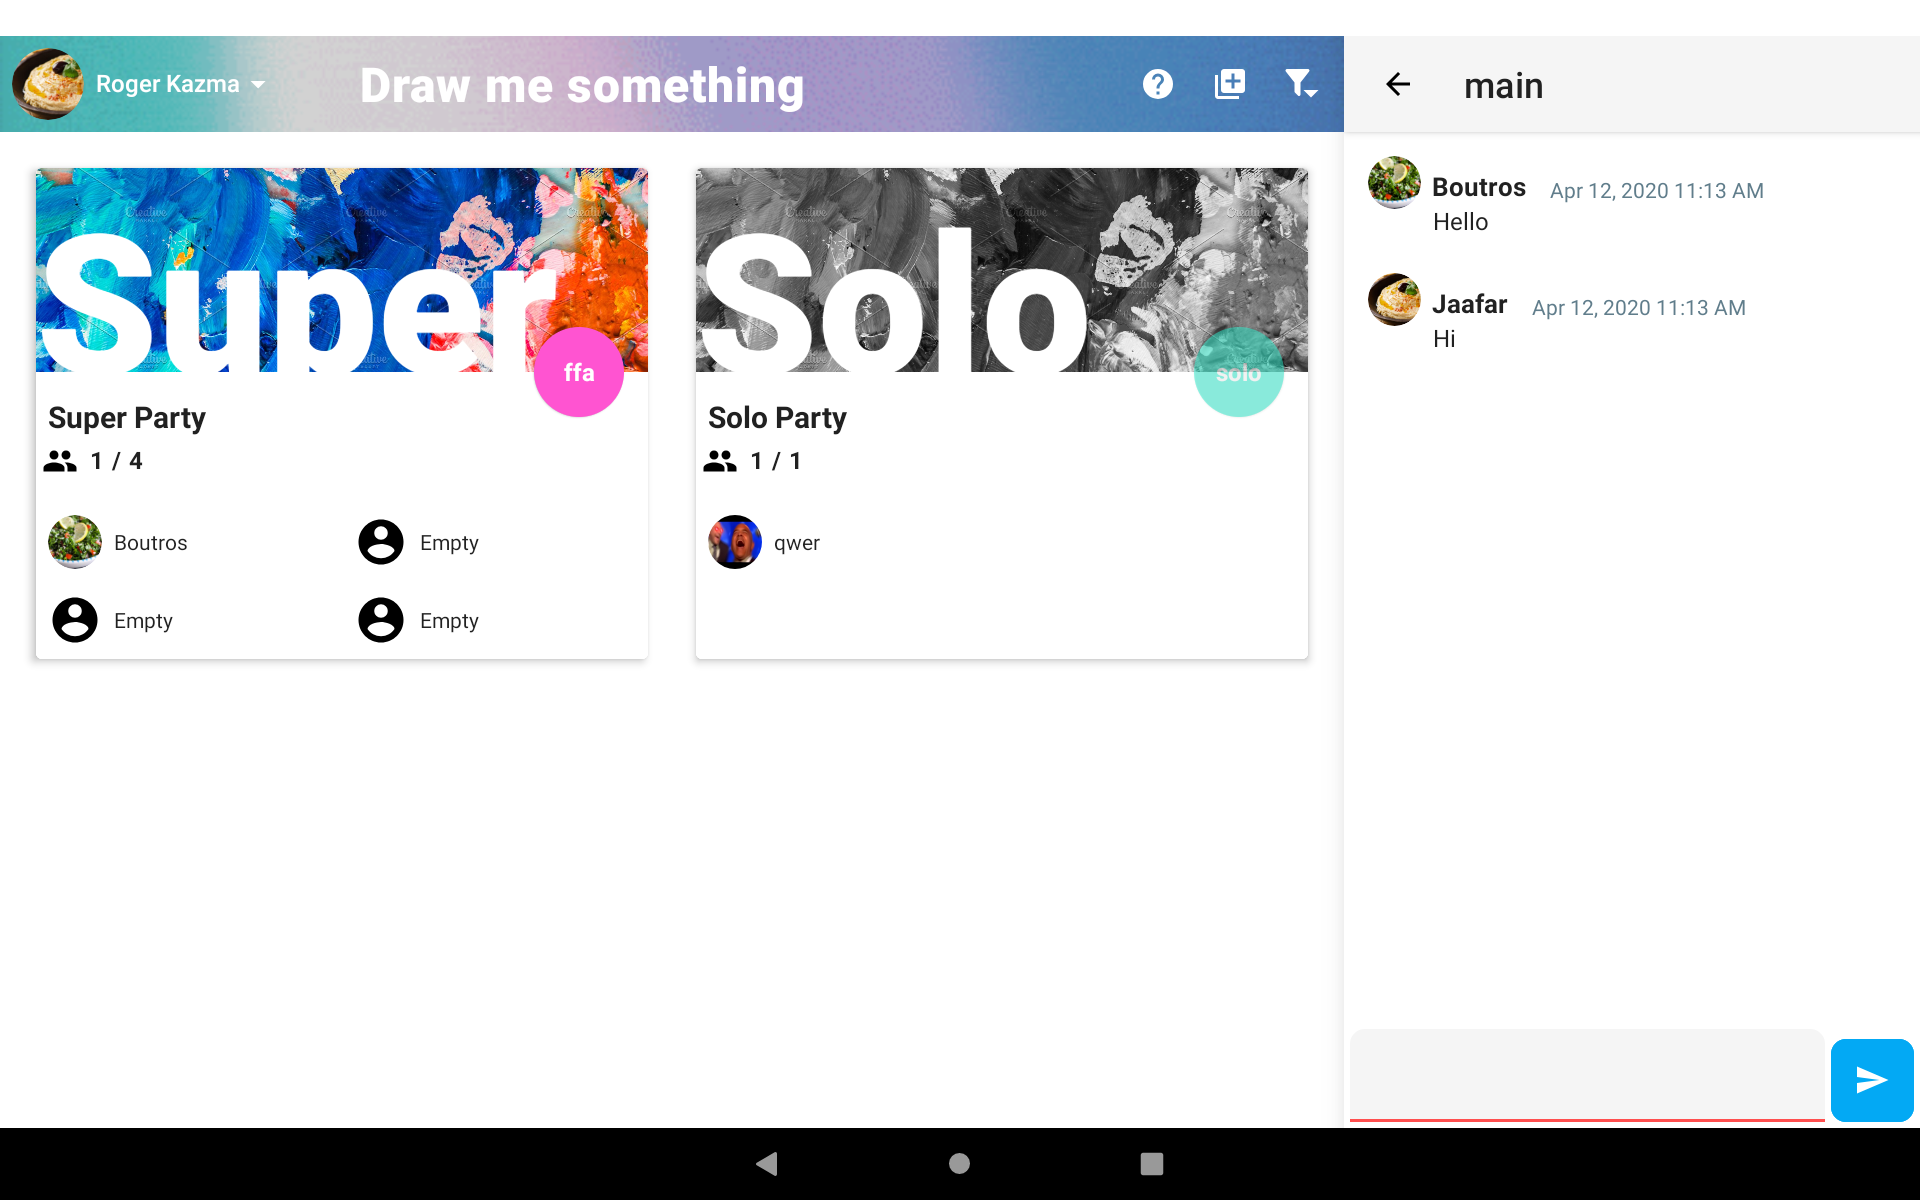 Roger Kazma
Draw me something
Super
ffa
Super Party
1 / 4
Boutros
Empty
Empty
Empty
Solo
solo
Solo Party
1 / 1
qwer
main
Boutros Apr 12, 2020 11:13 AM
Hello
Jaafar Apr 12, 2020 11:13 AM
Hi